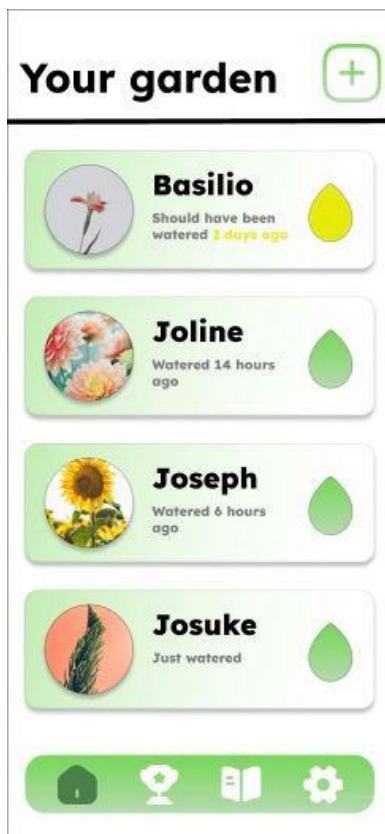 Your garden
Basilio
Should have been
watered 2 days ago
Joline
Watered 14 hours
ago
Joseph
Watered 6 hours
ago
Josuke
Just watered